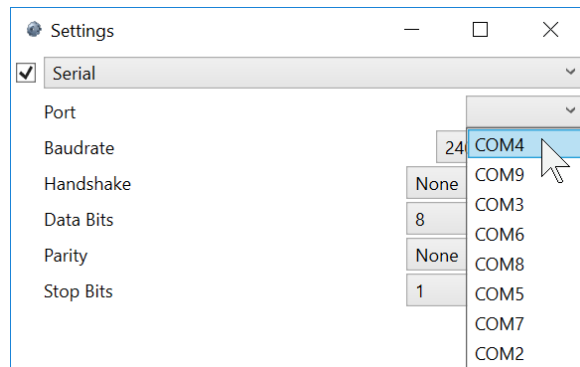 Settings
Serial
Port
Baudrate 24
Handshake None
Data Bits 8
Parity None
Stop Bits 1
COM4
COM9
COM3
COM6
COM8
COM5
COM7
COM2